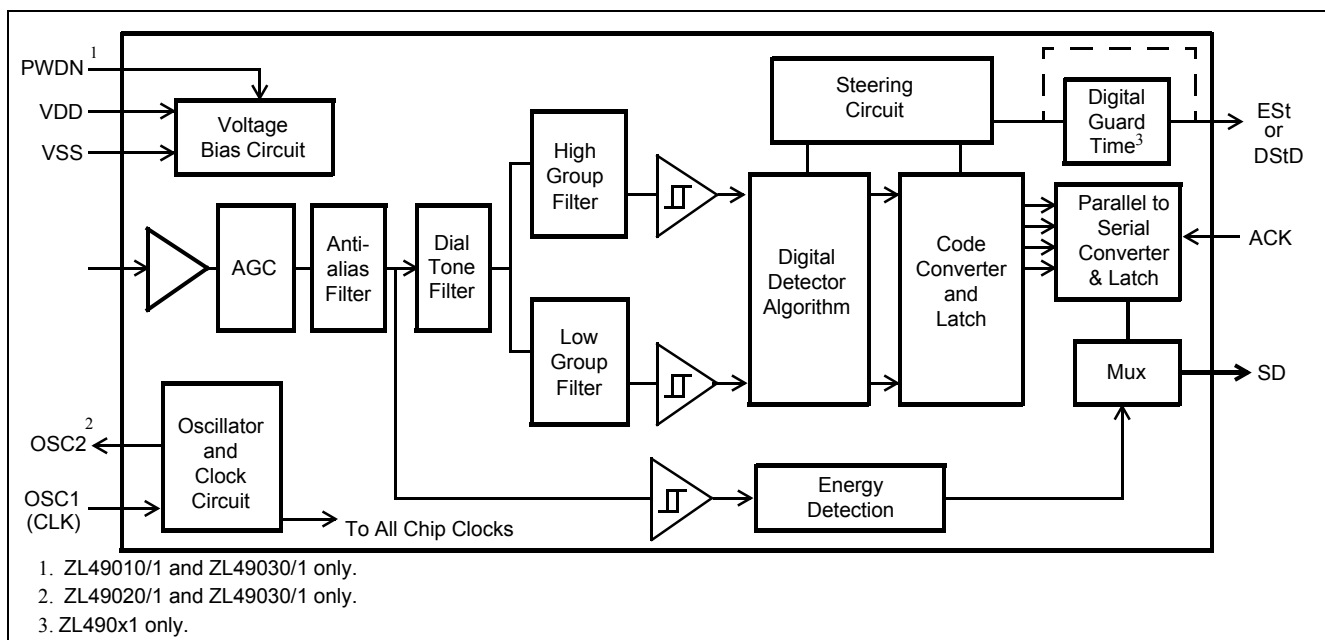 PWDN 1
VDD
VSS
Voltage
Bias Circuit
AGC
Anti-
alias
Filter
Dial
Tone
Filter
High
Group
Filter
Low
Group
Filter
Digital
Detector
Algorithm
Steering
Circuit
Code
Converter
and
Latch
Digital
Guard
Time3
ESt
or
DStD
Parallel to
Serial
Converter
& Latch
ACK
Mux
SD
OSC2 2
OSC1
(CLK)
Oscillator
and
Clock
Circuit
To All Chip Clocks
Energy
Detection
1. ZL49010/1 and ZL49030/1 only.
2. ZL49020/1 and ZL49030/1 only.
3. ZL490x1 only.